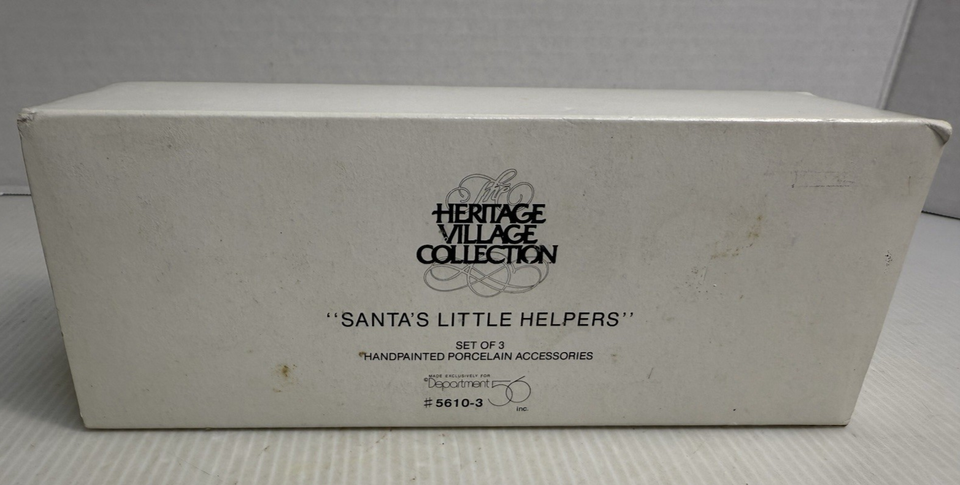 The
HERITAGE
VILLAGE
COLLECTION
‘‘SANTA'S LITTLE HELPERS’’
SET OF 3
HANDPAINTED PORCELAIN ACCESSORIES
MADE EXCLUSIVELY FOR
©Department 56
inc.
#5610-3